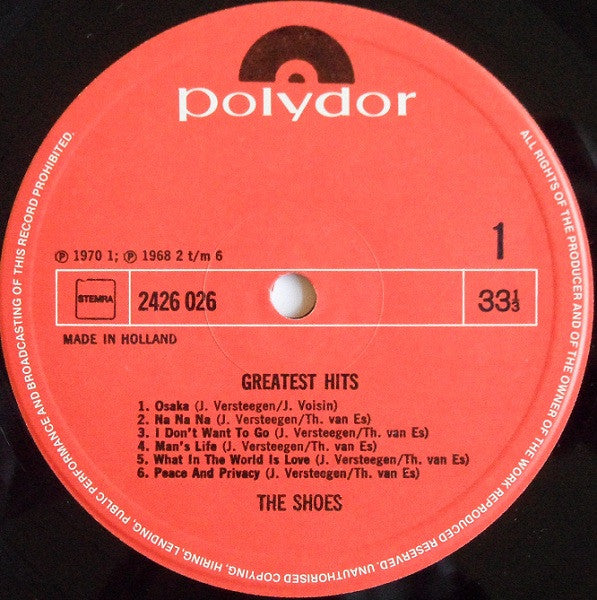 polydor
1
℗ 1970 1; ℗ 1968 2 t/m 6
STEMRA
2426 026
33⅓
MADE IN HOLLAND
GREATEST HITS
1. Osaka (J. Versteegen/J. Voisin)
2. Na Na Na (J. Versteegen/Th. van Es)
3. I Don't Want To Go (J. Versteegen/Th. van Es)
4. Man's Life (J. Versteegen/Th. van Es)
5. What In The World Is Love (J. Versteegen/Th. van Es)
6. Peace And Privacy (J. Versteegen/Th. van Es)
THE SHOES
ALL RIGHTS OF THE PRODUCER AND OF THE OWNER OF THE WORK REPRODUCED RESERVED. UNAUTHORISED COPYING, HIRING, LENDING, PUBLIC PERFORMANCE AND BROADCASTING OF THIS RECORD PROHIBITED.